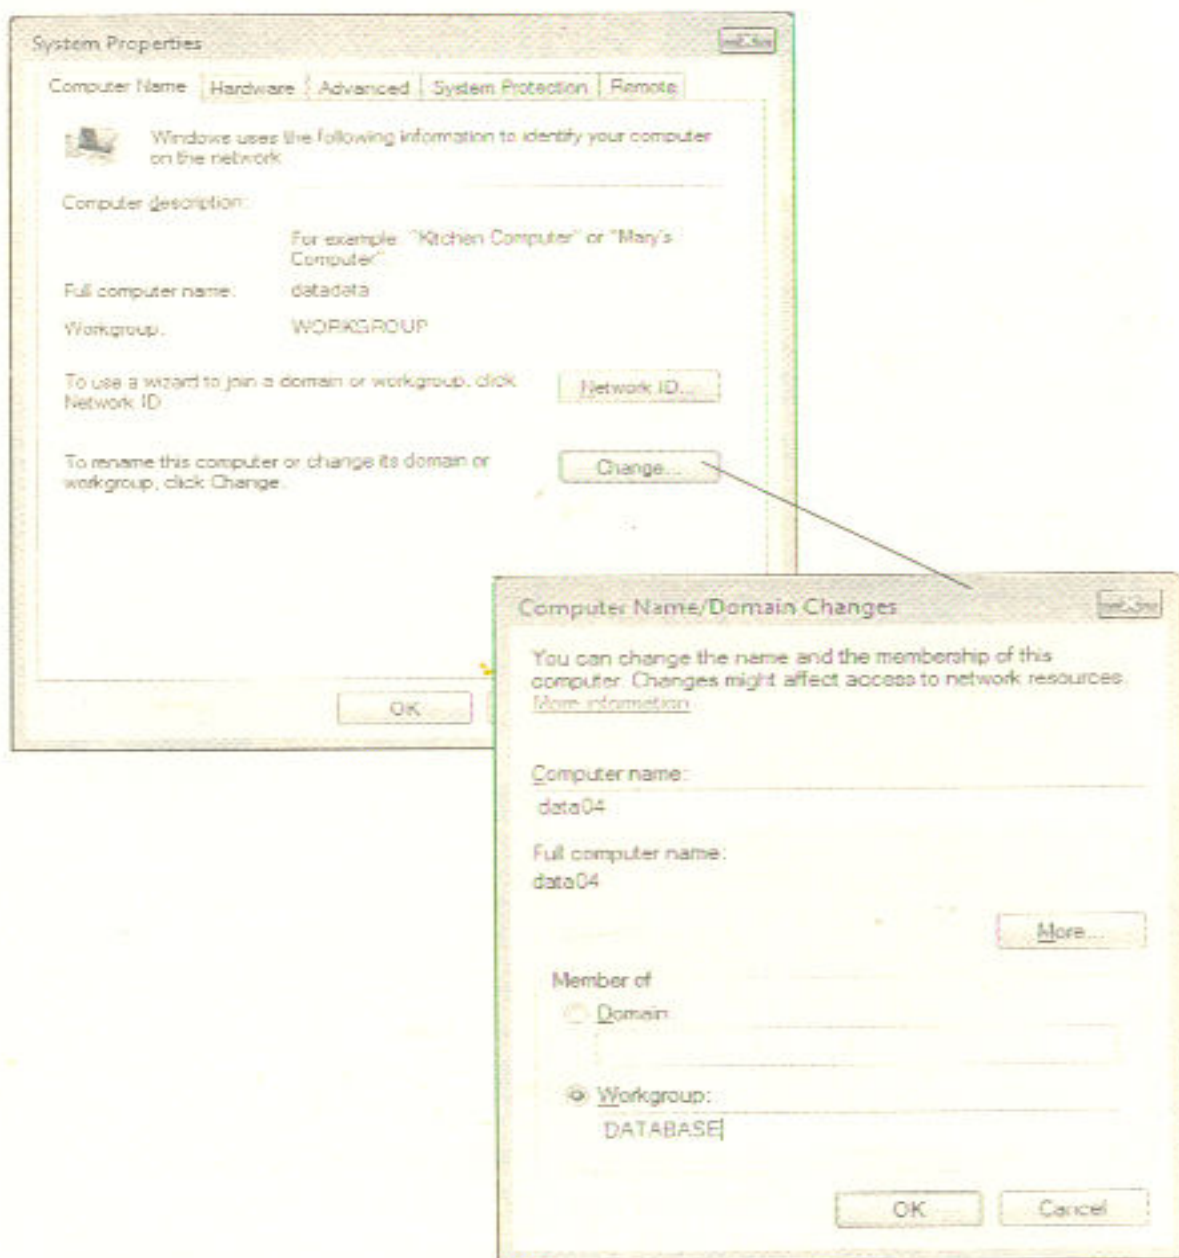 System Properties
Computer Name Hardware Advanced System Protection Remote
Windows uses the following information to identify your computer
on the network
Computer description:
For example: "Kitchen Computer" or "Mary's
Computer"
Full computer name: datadata
Workgroup: WORKGROUP
To use a wizard to join a domain or workgroup, click
Network ID
Network ID...
To rename this computer or change its domain or
workgroup, click Change.
Change...
OK
Computer Name/Domain Changes
You can change the name and the membership of this
computer. Changes might affect access to network resources.
More information
Computer name:
data04
Full computer name:
data04
More...
Member of
Domain
Workgroup:
DATABASE
OK Cancel